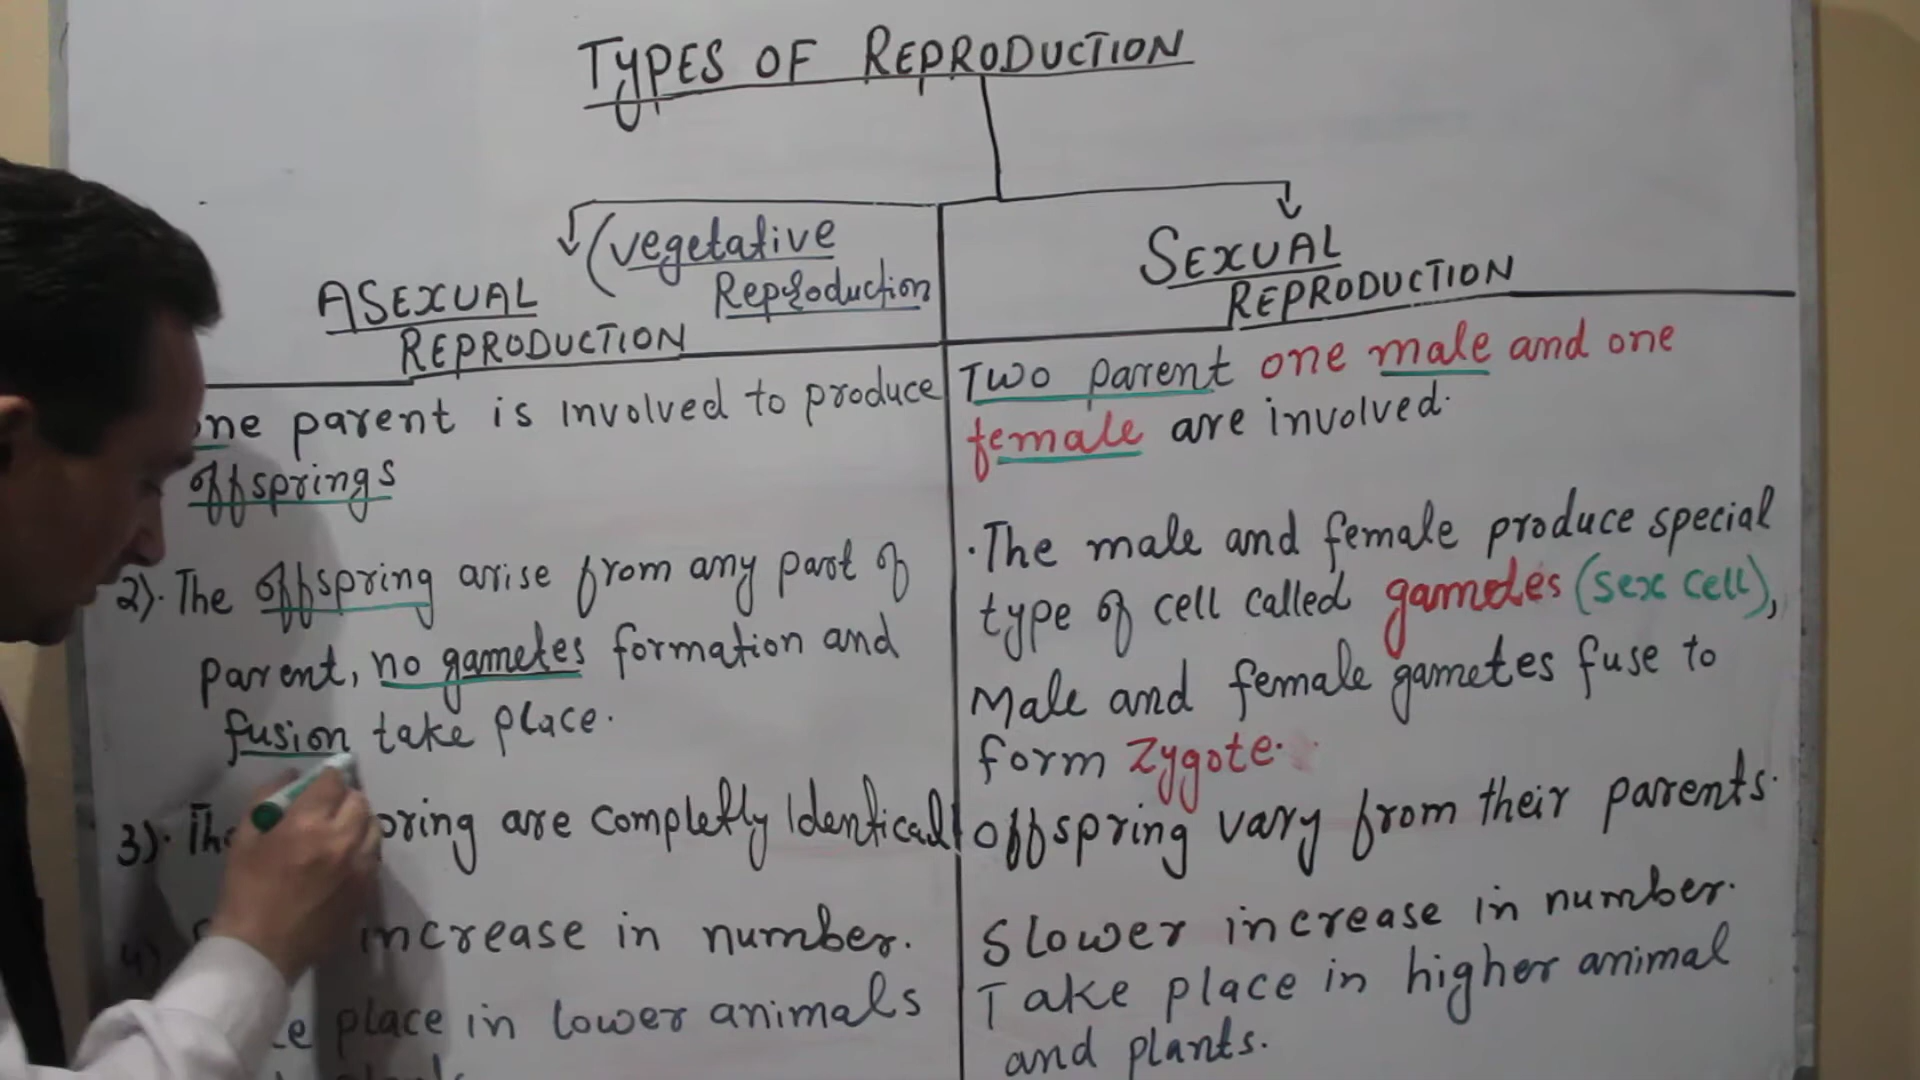 TYPES OF REPRODUCTION
(vegetative
Reproduction
ASEXUAL
REPRODUCTION
one parent is involved to produce
offsprings
2). The offspring arise from any part of
parent, no gametes formation and
fusion take place.
3). The pring are completly Identical
4) increase in number.
place in lower animals
SEXUAL
REPRODUCTION
Two parent one male and one
female are involved.
. The male and female produce special
type of cell called gametes (sex cell),
Male and female gametes fuse to
form Zygote.
offspring vary from their parents.
Slower increase in number.
Take place in higher animal
and plants.